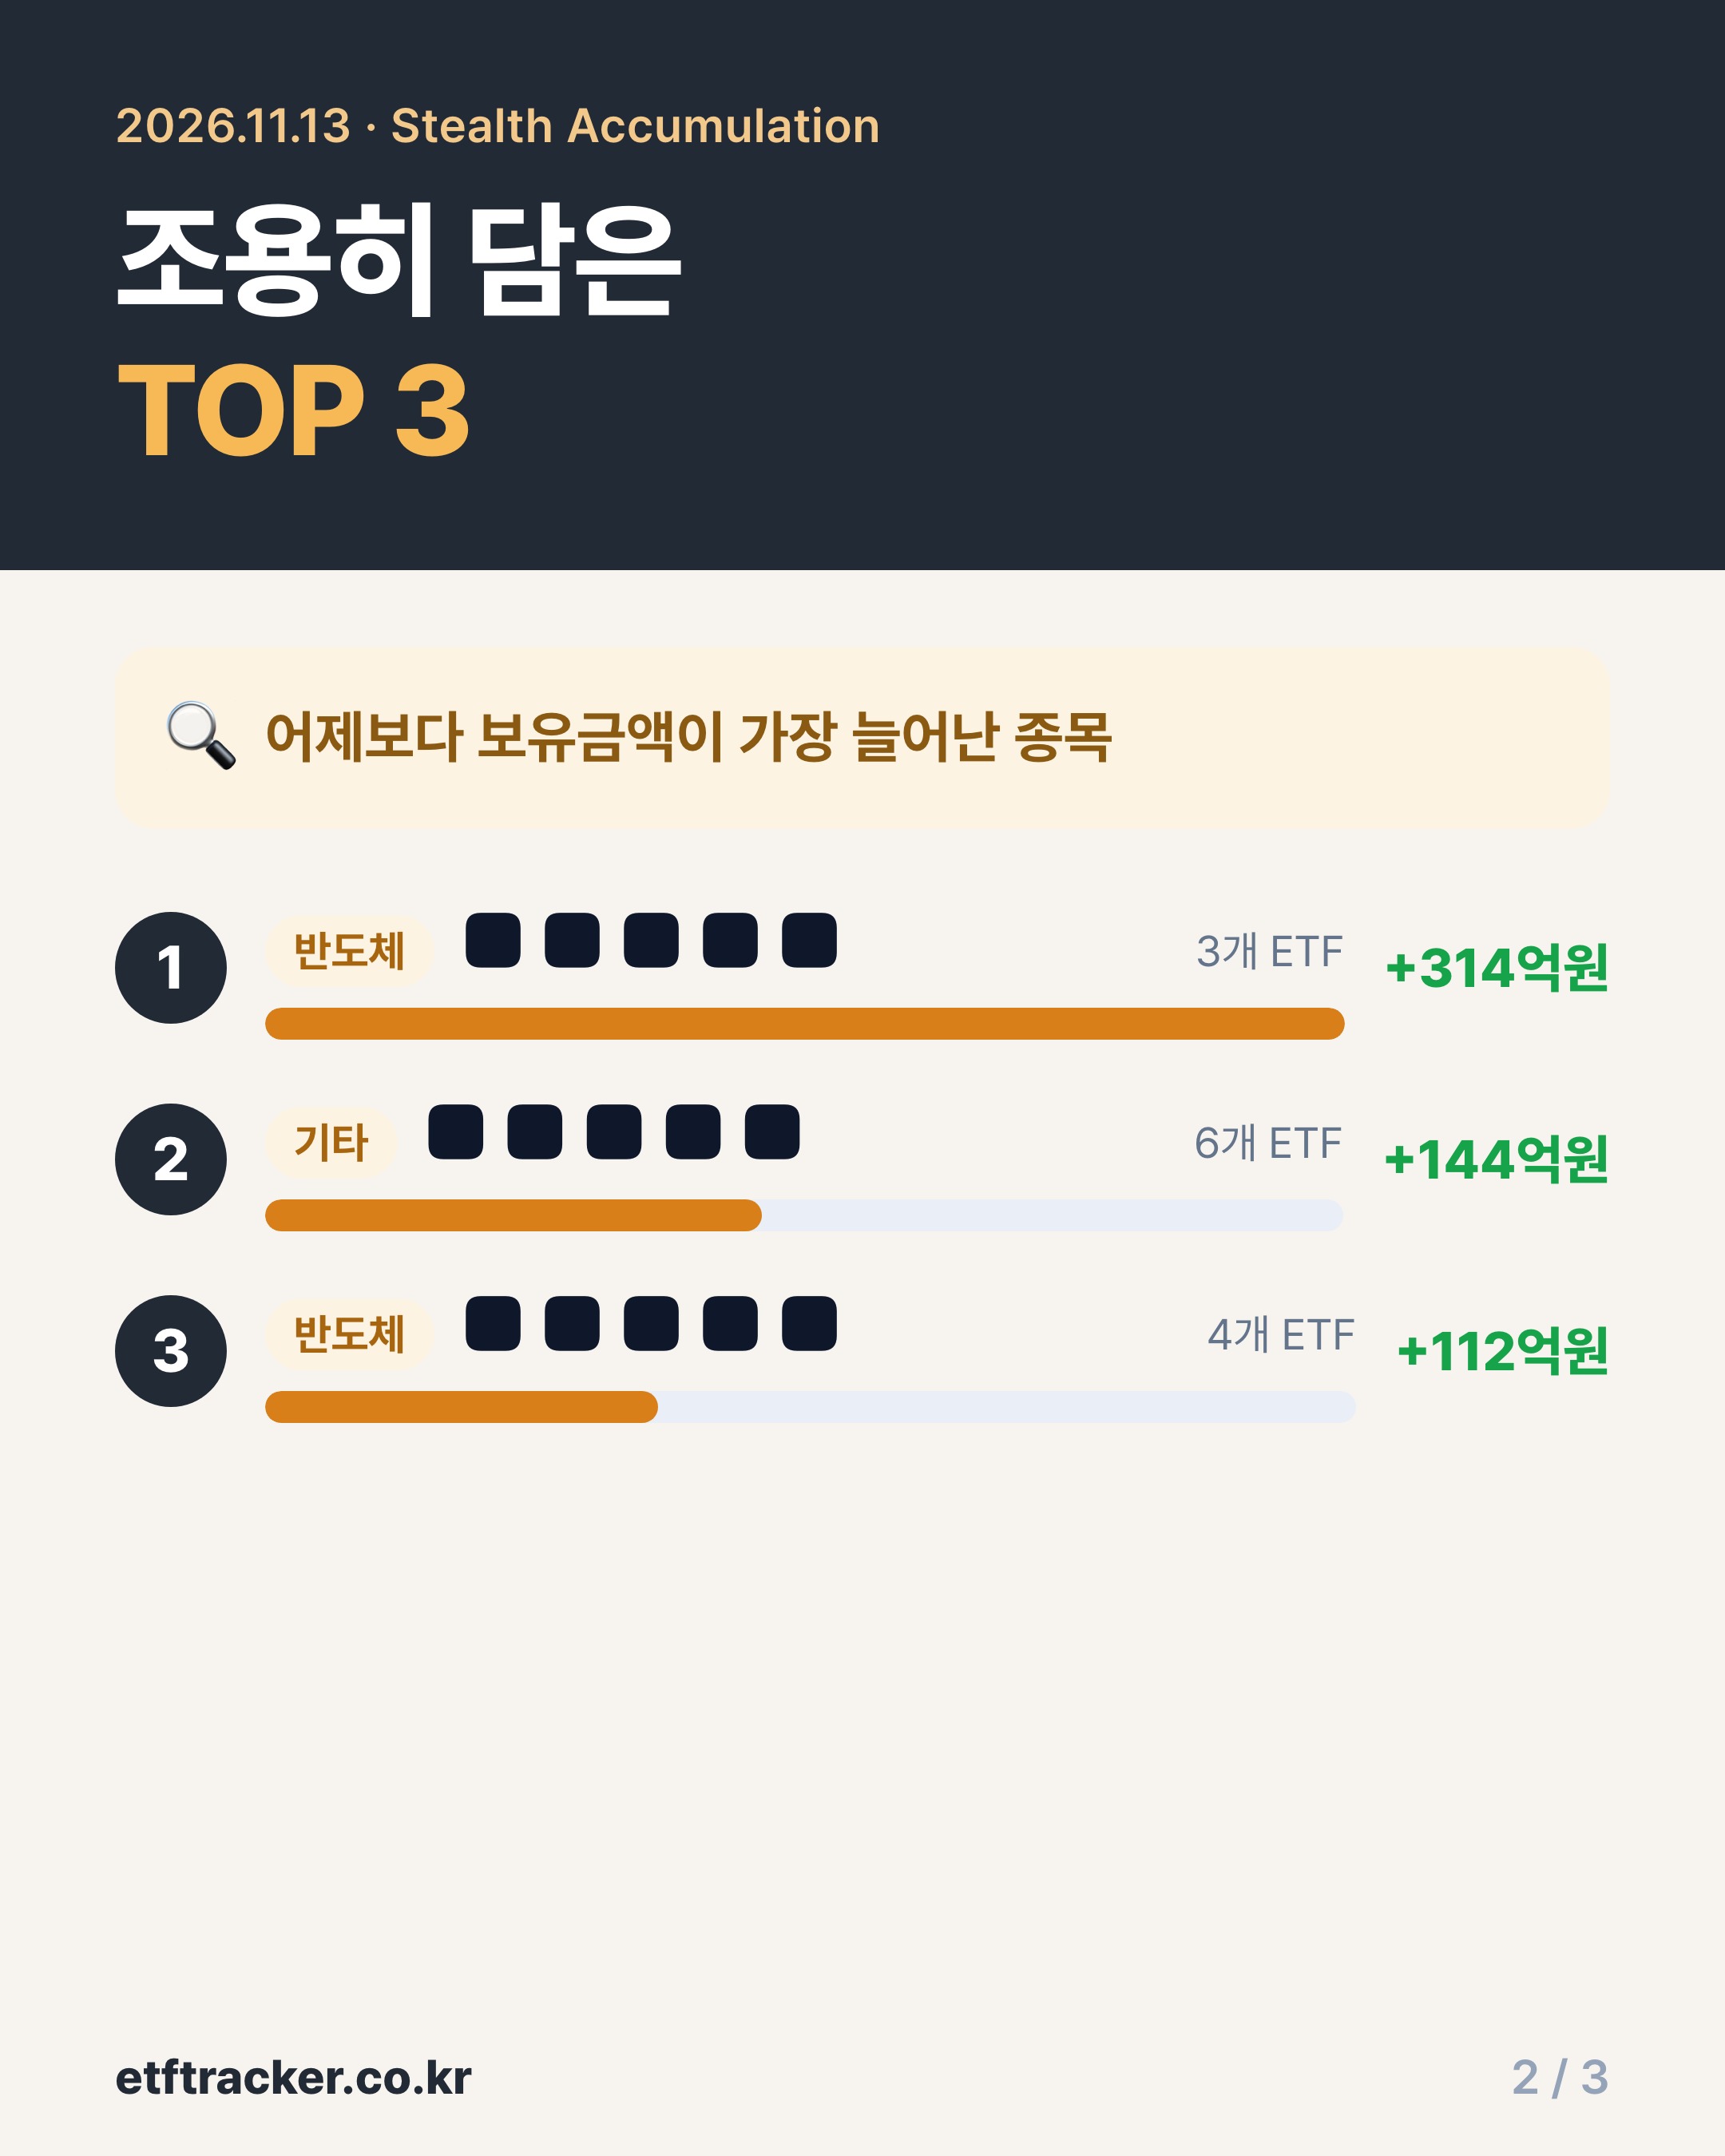 2026.11.13 · Stealth Accumulation
조용히 담은
TOP 3
🔍 어제보다 보유금액이 가장 늘어난 종목
1 반도체 ■■■■■ 3개 ETF +314억원
2 기타 ■■■■■ 6개 ETF +144억원
3 반도체 ■■■■■ 4개 ETF +112억원
etftracker.co.kr
2 / 3